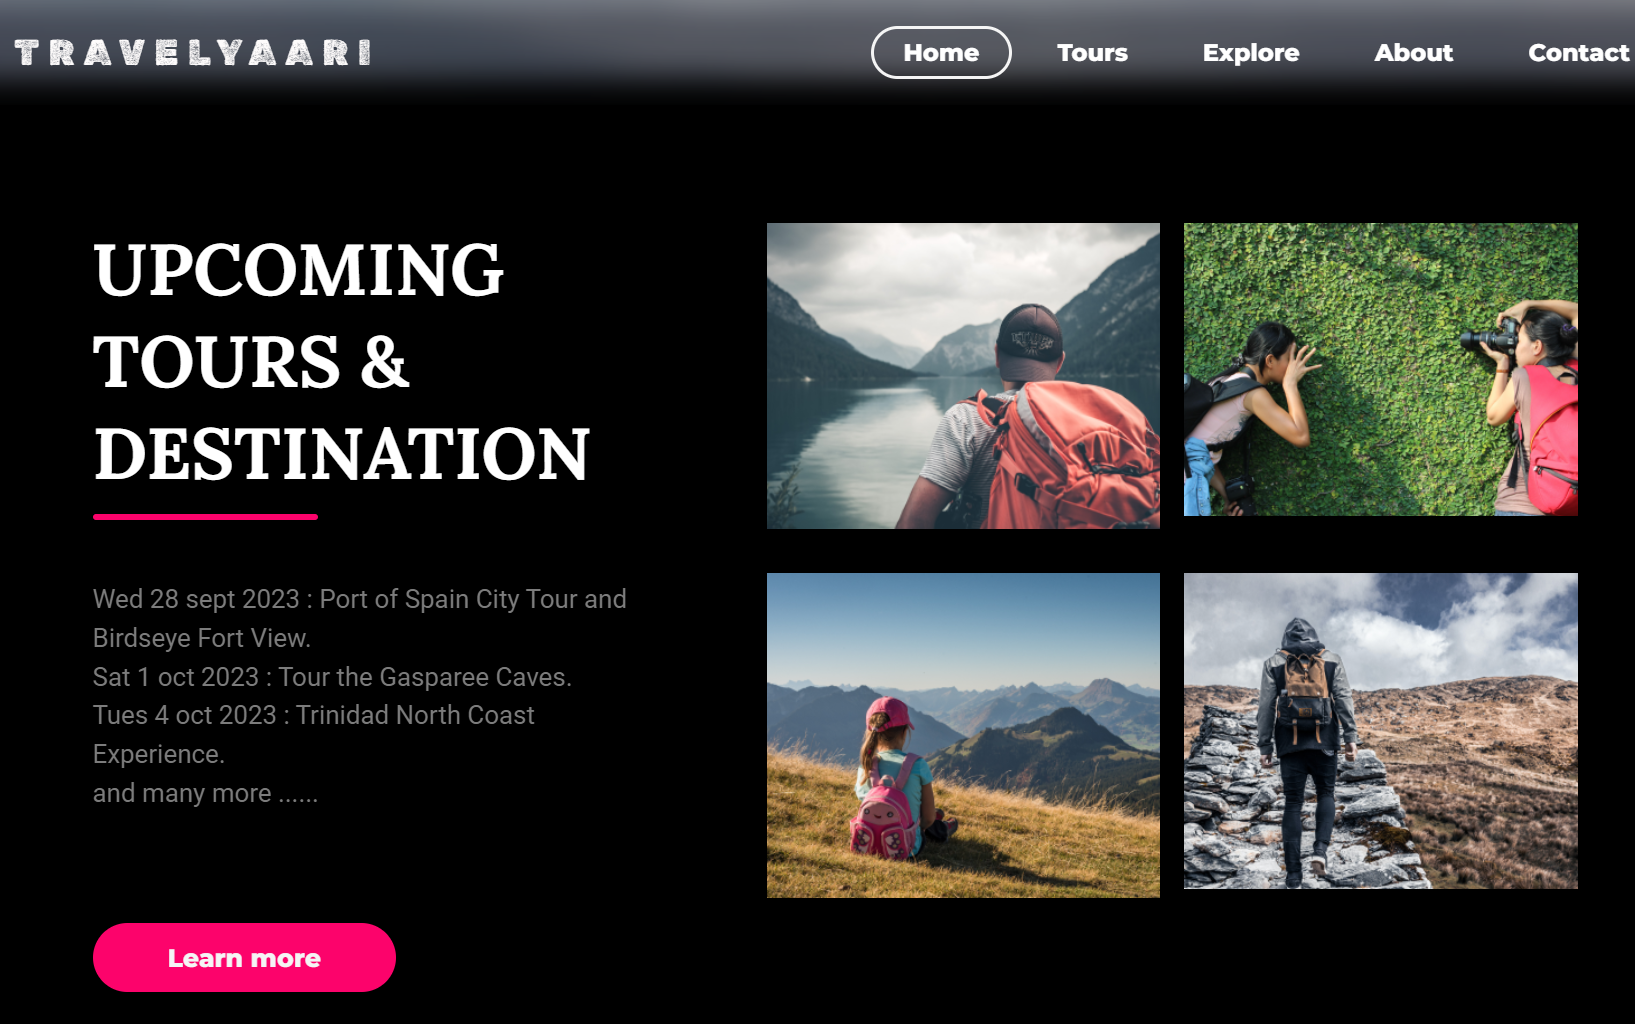 TRAVELYAARI
Home Tours Explore About Contact
UPCOMING
TOURS &
DESTINATION
Wed 28 sept 2023 : Port of Spain City Tour and
Birdseye Fort View.
Sat 1 oct 2023 : Tour the Gasparee Caves.
Tues 4 oct 2023 : Trinidad North Coast
Experience.
and many more ......
Learn more